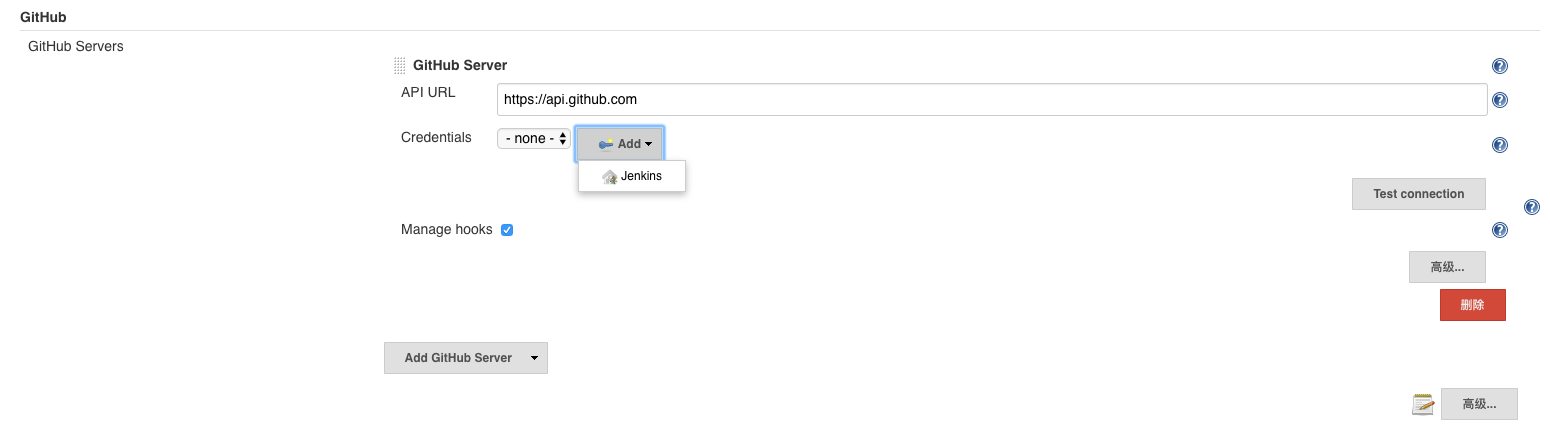 GitHub
GitHub Servers
GitHub Server
API URL
https://api.github.com
Credentials
- none -
Add
Jenkins
Test connection
Manage hooks
高级...
删除
Add GitHub Server
高级...